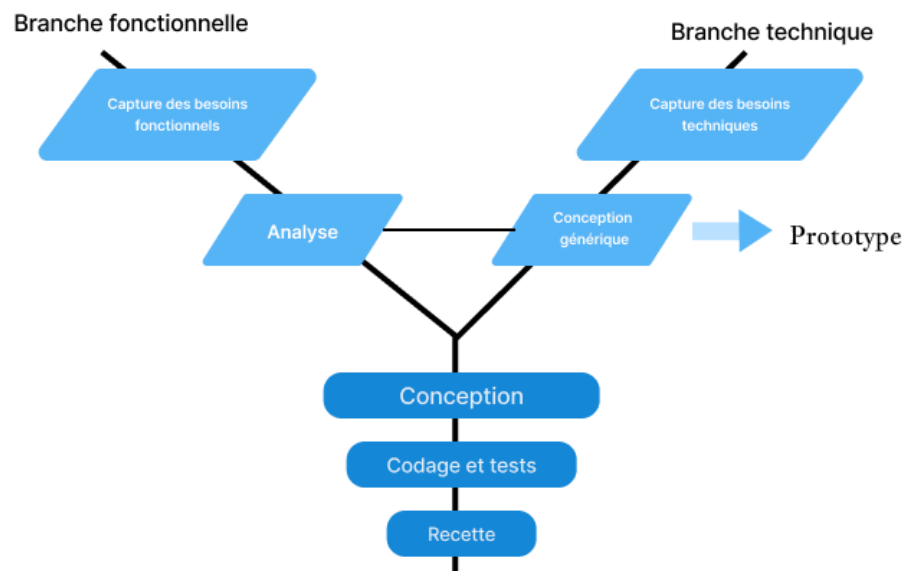 Branche fonctionnelle
Branche technique
Capture des besoins
fonctionnels
Capture des besoins
techniques
Analyse
Conception
générique
Prototype
Conception
Codage et tests
Recette